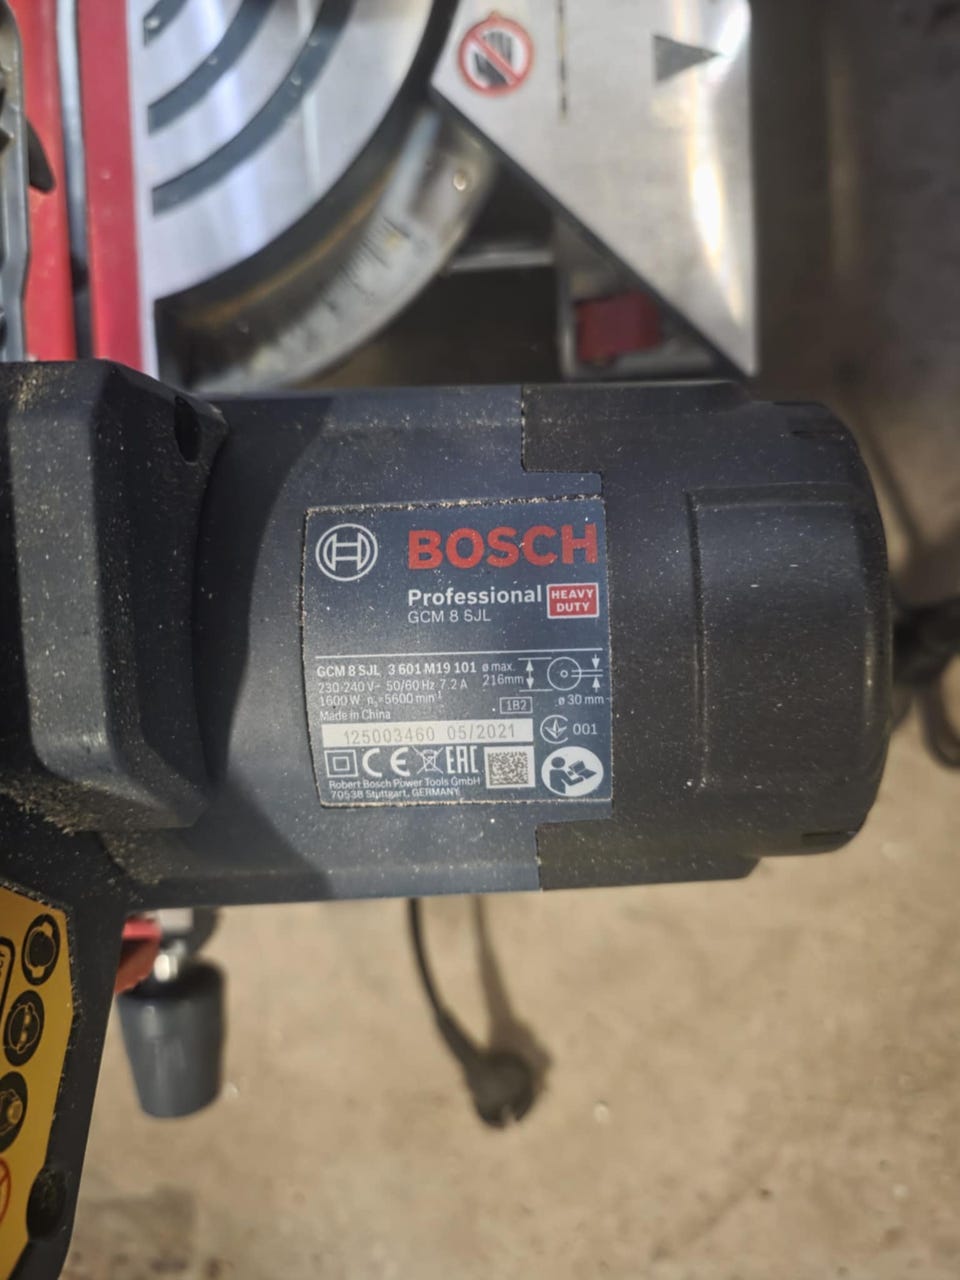 BOSCH
Professional HEAVY DUTY
GCM 8 SJL
GCM 8 SJL 3 601 M19 101 ø max. 216mm
230-240 V~ 50/60 Hz 7.2 A
1600 W n₀=5600 min⁻¹ 1B2 ø 30 mm
Made in China
125003460 05/2021 001
CE EAC
Robert Bosch Power Tools GmbH
70538 Stuttgart, GERMANY